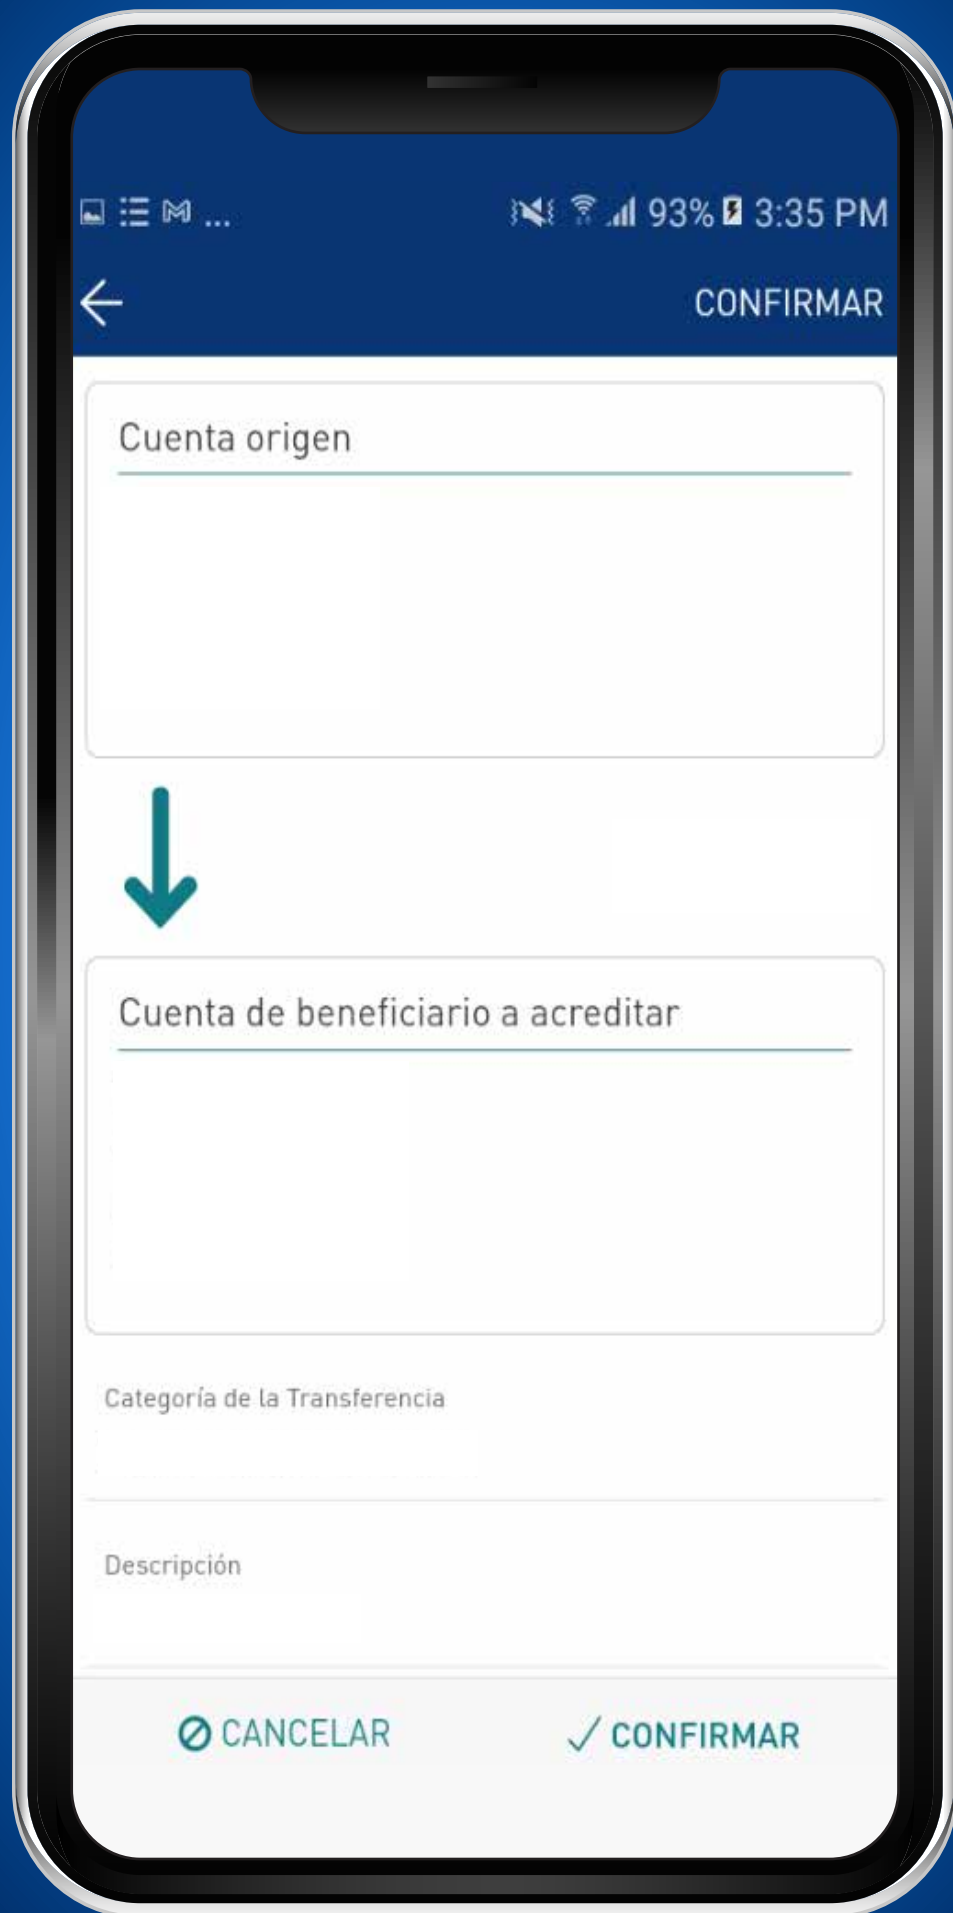 ... 93% 3:35 PM
CONFIRMAR
Cuenta origen
Cuenta de beneficiario a acreditar
Categoría de la Transferencia
Descripción
CANCELAR
CONFIRMAR